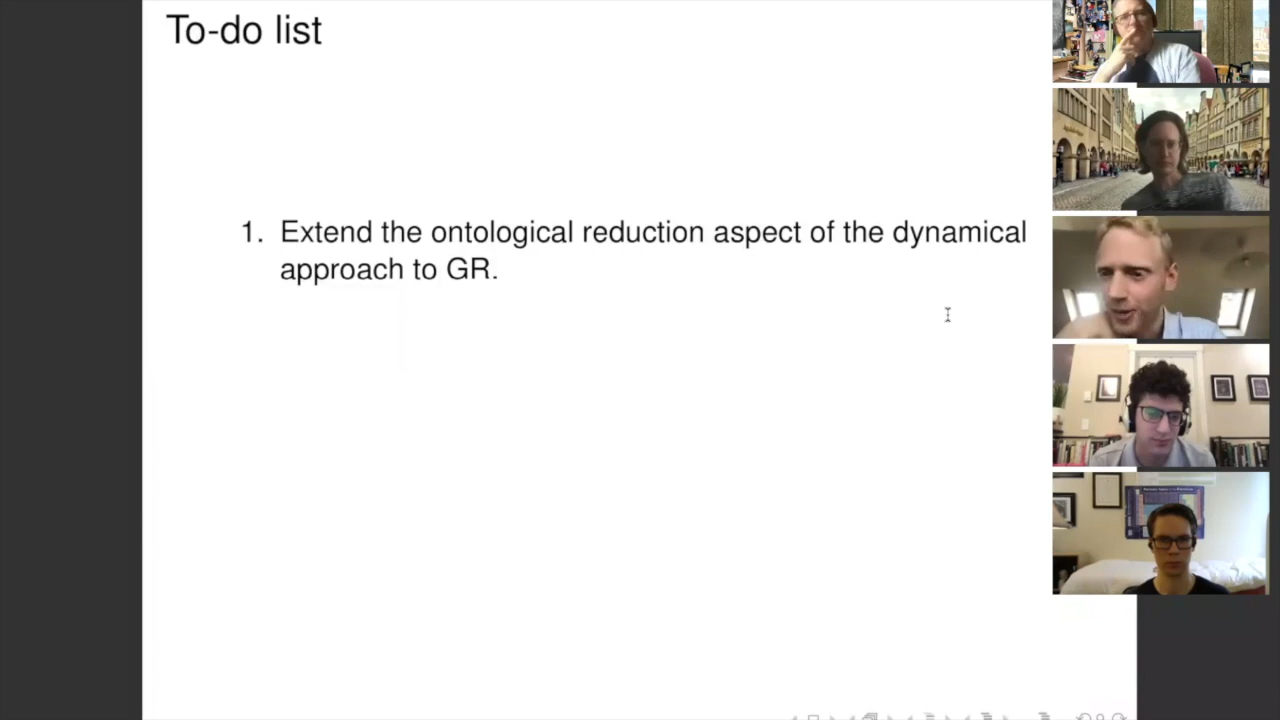 To-do list
1. Extend the ontological reduction aspect of the dynamical
approach to GR.